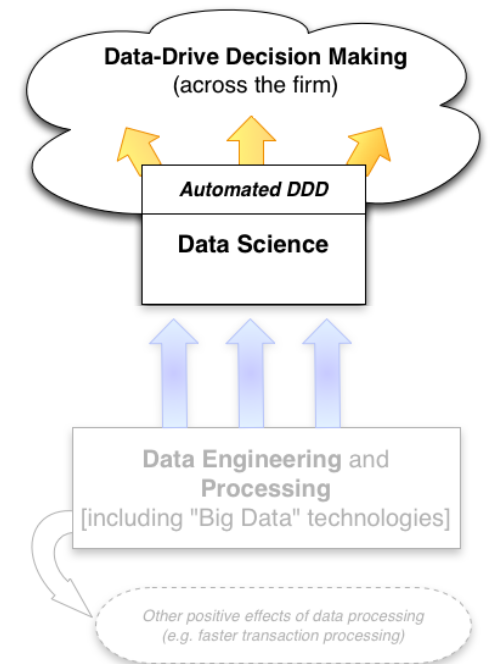 Data-Drive Decision Making
(across the firm)
Automated DDD
Data Science
Data Engineering and
Processing
[including "Big Data" technologies]
Other positive effects of data processing
(e.g. faster transaction processing)